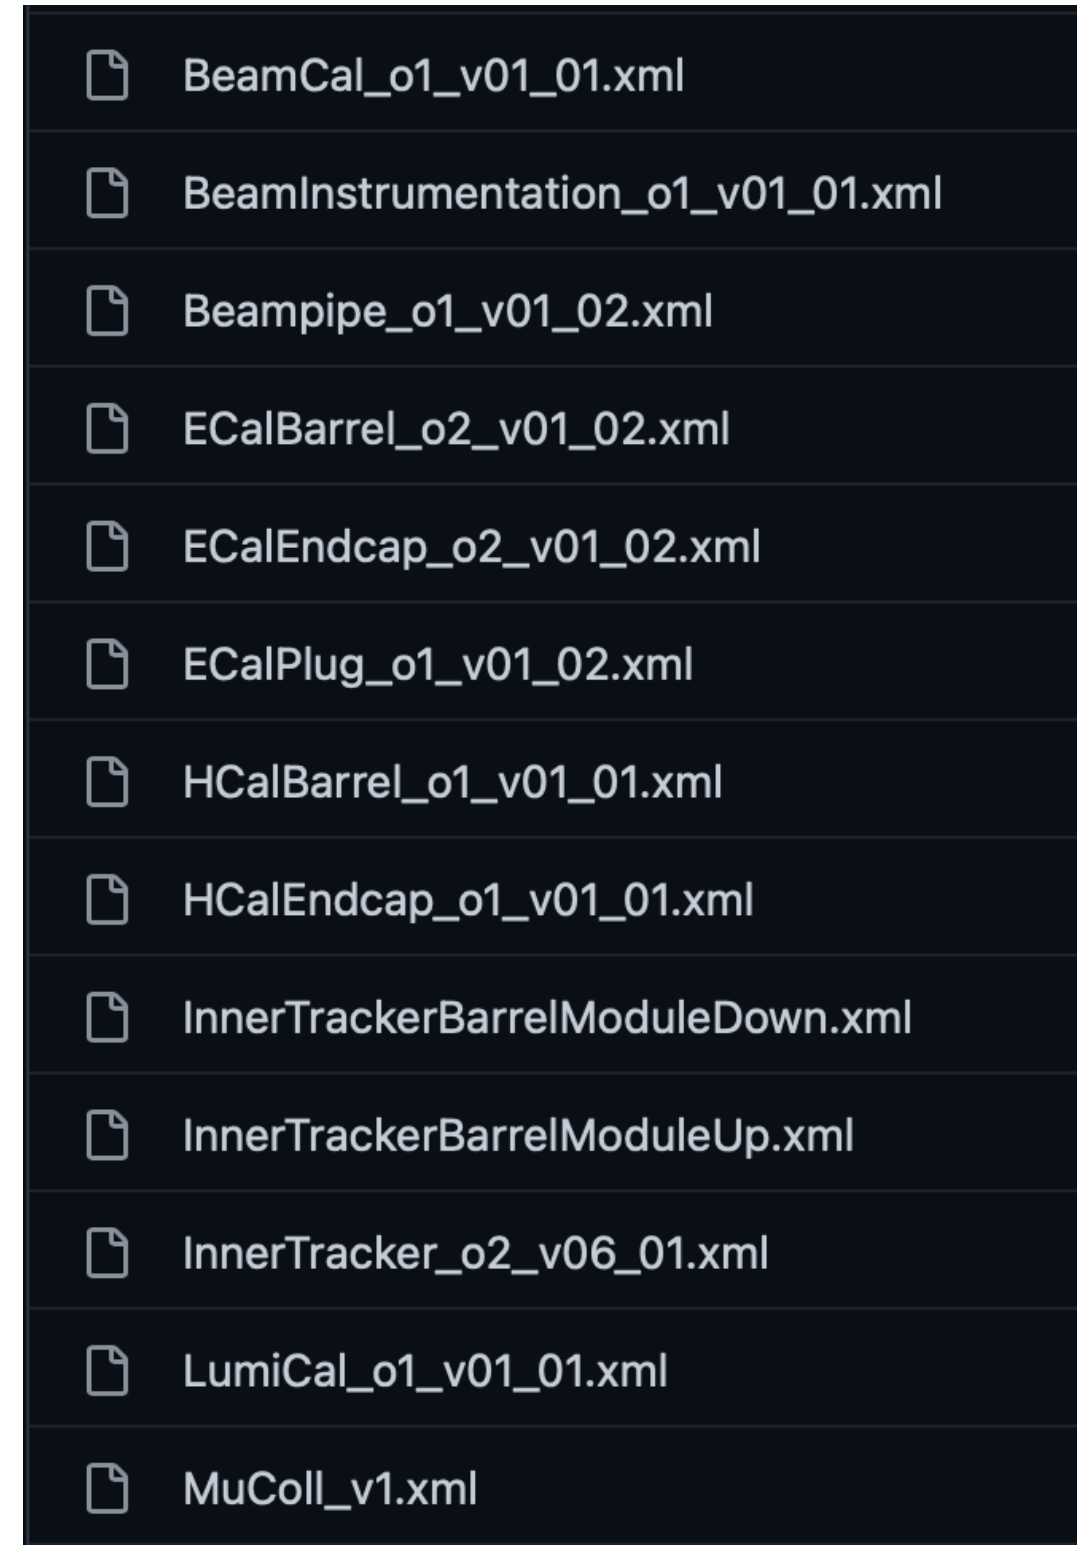 BeamCal_o1_v01_01.xml
BeamInstrumentation_o1_v01_01.xml
Beampipe_o1_v01_02.xml
ECalBarrel_o2_v01_02.xml
ECalEndcap_o2_v01_02.xml
ECalPlug_o1_v01_02.xml
HCalBarrel_o1_v01_01.xml
HCalEndcap_o1_v01_01.xml
InnerTrackerBarrelModuleDown.xml
InnerTrackerBarrelModuleUp.xml
InnerTracker_o2_v06_01.xml
LumiCal_o1_v01_01.xml
MuColl_v1.xml